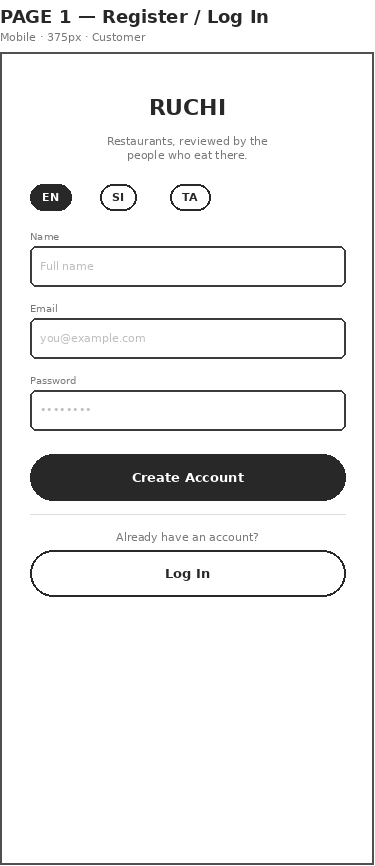 PAGE 1 — Register / Log In
Mobile · 375px · Customer
RUCHI
Restaurants, reviewed by the
people who eat there.
EN SI TA
Name
Full name
Email
you@example.com
Password
••••••••
Create Account
Already have an account?
Log In